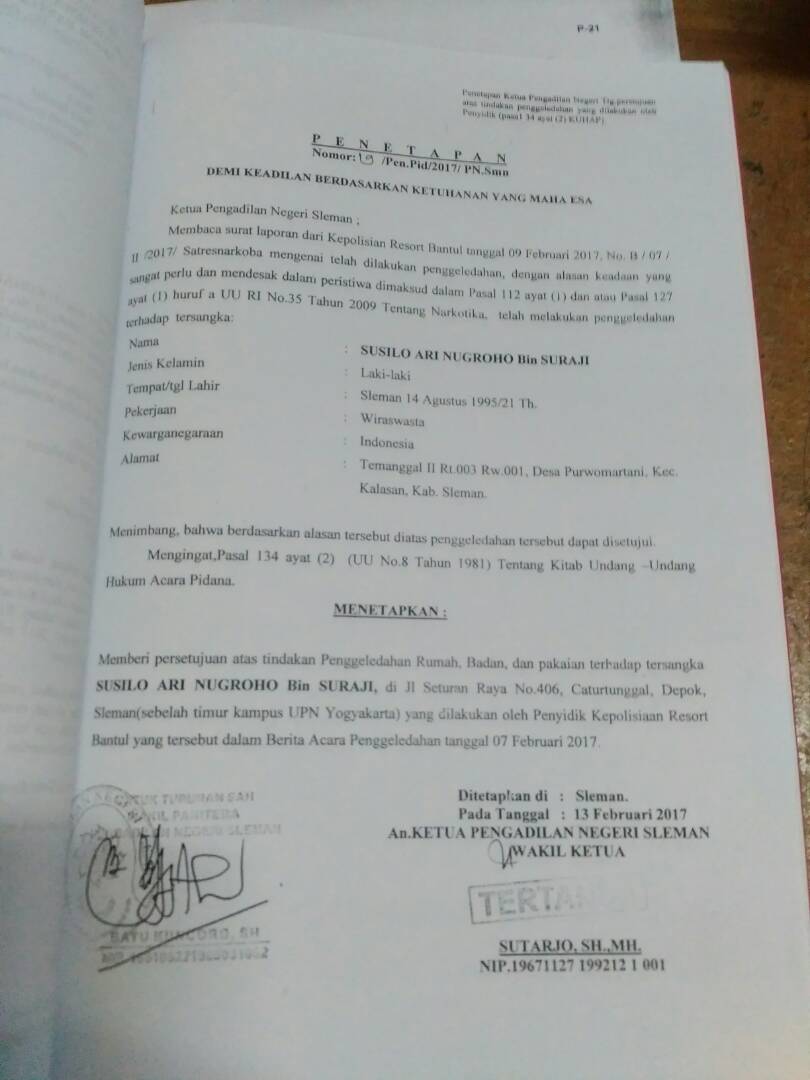 P-21
Penetapan Ketua Pengadilan Negeri Ttg.persetujuan
atas tindakan penggeledahan yang dilakukan oleh
Penyidik (pasal 34 ayat (2) KUHAP)
P E N E T A P A N
Nomor: 19 /Pen.Pid/2017/ PN.Smn
DEMI KEADILAN BERDASARKAN KETUHANAN YANG MAHA ESA
Ketua Pengadilan Negeri Sleman ;
Membaca surat laporan dari Kepolisian Resort Bantul tanggal 09 Februari 2017, No. B / 07 /
II /2017/ Satresnarkoba mengenai telah dilakukan penggeledahan, dengan alasan keadaan yang
sangat perlu dan mendesak dalam peristiwa dimaksud dalam Pasal 112 ayat (1) dan atau Pasal 127
ayat (1) huruf a UU RI No.35 Tahun 2009 Tentang Narkotika, telah melakukan penggeledahan
terhadap tersangka:
Nama : SUSILO ARI NUGROHO Bin SURAJI
Jenis Kelamin : Laki-laki
Tempat/tgl Lahir : Sleman 14 Agustus 1995/21 Th.
Pekerjaan : Wiraswasta
Kewarganegaraan : Indonesia
Alamat : Temanggal II Rt.003 Rw.001, Desa Purwomartani, Kec.
Kalasan, Kab. Sleman.
Menimbang, bahwa berdasarkan alasan tersebut diatas penggeledahan tersebut dapat disetujui.
Mengingat,Pasal 134 ayat (2) (UU No.8 Tahun 1981) Tentang Kitab Undang –Undang
Hukum Acara Pidana.
MENETAPKAN :
Memberi persetujuan atas tindakan Penggeledahan Rumah, Badan, dan pakaian terhadap tersangka
SUSILO ARI NUGROHO Bin SURAJI, di Jl Seturan Raya No.406, Caturtunggal, Depok,
Sleman(sebelah timur kampus UPN Yogyakarta) yang dilakukan oleh Penyidik Kepolisiaan Resort
Bantul yang tersebut dalam Berita Acara Penggeledahan tanggal 07 Februari 2017.
Ditetapkan di : Sleman.
Pada Tanggal : 13 Februari 2017
An.KETUA PENGADILAN NEGERI SLEMAN
WAKIL KETUA
UNTUK TURUNAN SAH
WAKIL PANITERA
NEGERI SLEMAN
SH
SUTARJO, SH.,MH.
NIP.19671127 199212 1 001